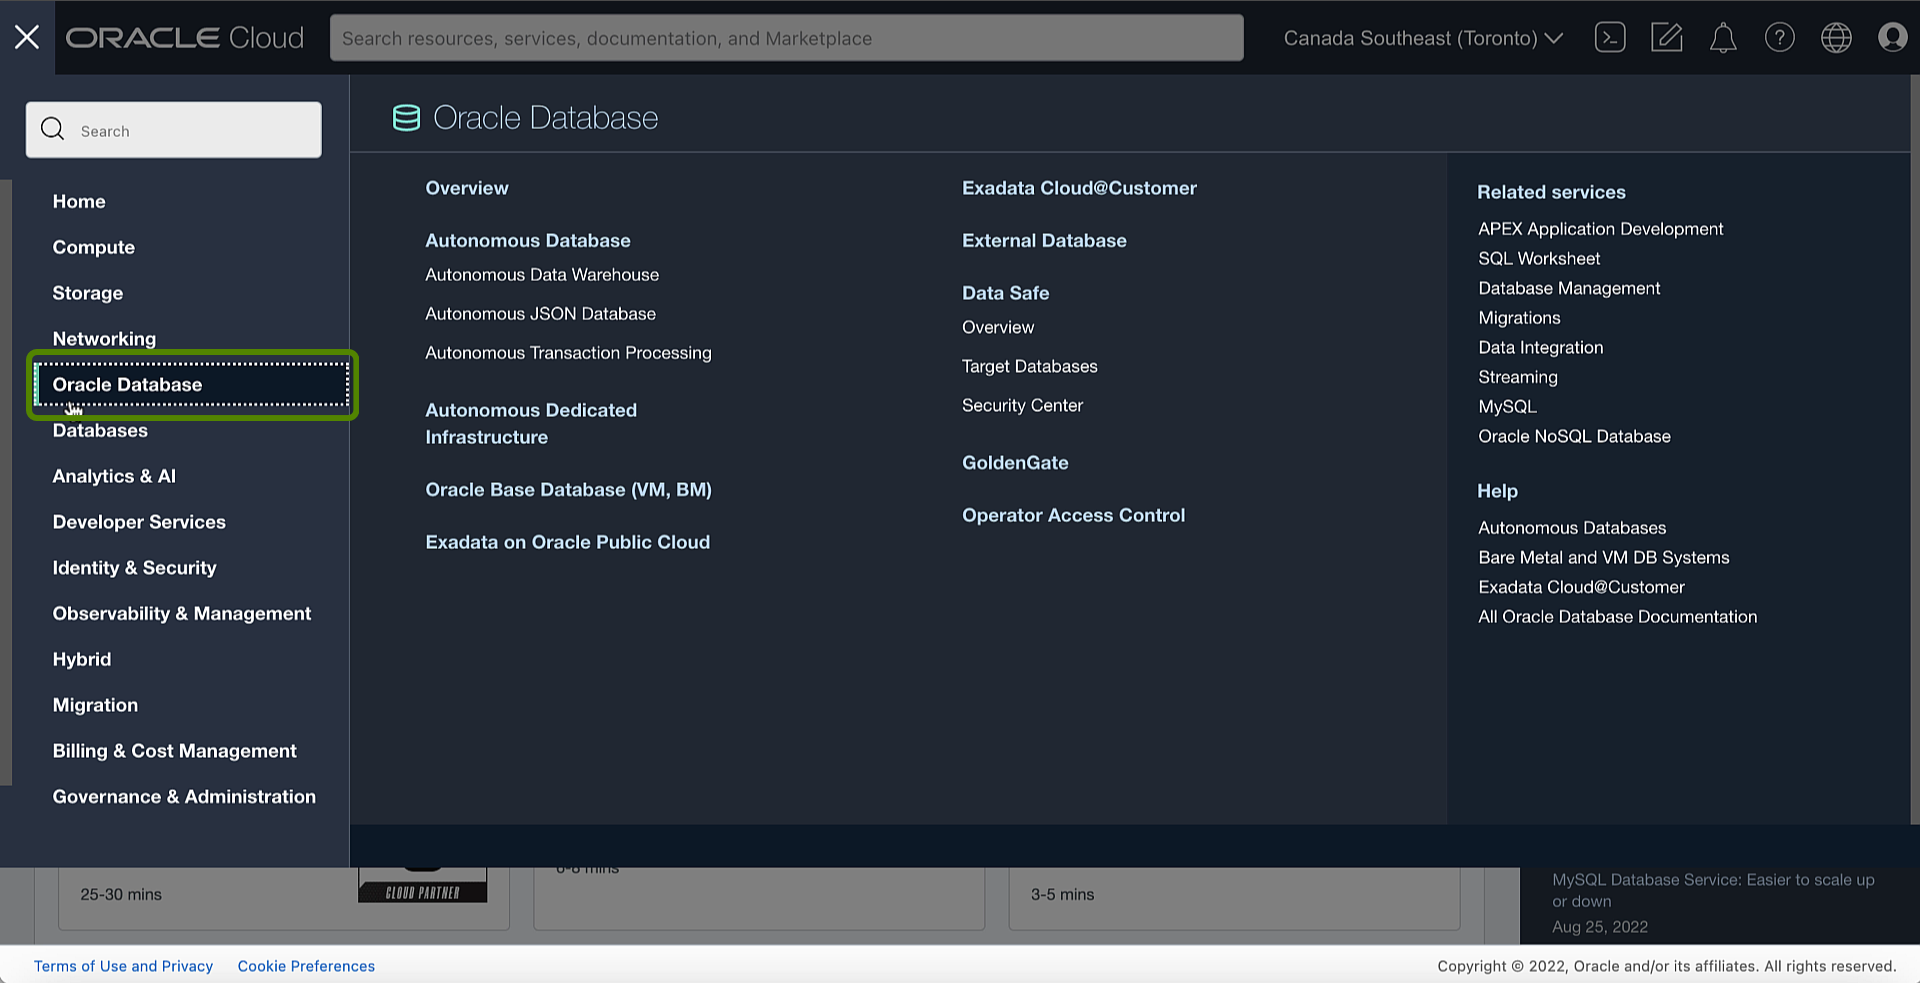 ORACLE Cloud
Search resources, services, documentation, and Marketplace
Canada Southeast (Toronto)
Search
Home
Compute
Storage
Networking
Oracle Database
Databases
Analytics & AI
Developer Services
Identity & Security
Observability & Management
Hybrid
Migration
Billing & Cost Management
Governance & Administration
Oracle Database
Overview
Autonomous Database
Autonomous Data Warehouse
Autonomous JSON Database
Autonomous Transaction Processing
Autonomous Dedicated
Infrastructure
Oracle Base Database (VM, BM)
Exadata on Oracle Public Cloud
Exadata Cloud@Customer
External Database
Data Safe
Overview
Target Databases
Security Center
GoldenGate
Operator Access Control
Related services
APEX Application Development
SQL Worksheet
Database Management
Migrations
Data Integration
Streaming
MySQL
Oracle NoSQL Database
Help
Autonomous Databases
Bare Metal and VM DB Systems
Exadata Cloud@Customer
All Oracle Database Documentation
25-30 mins
CLOUD PARTNER
mins
3-5 mins
MySQL Database Service: Easier to scale up
or down
Aug 25, 2022
Terms of Use and Privacy
Cookie Preferences
Copyright © 2022, Oracle and/or its affiliates. All rights reserved.